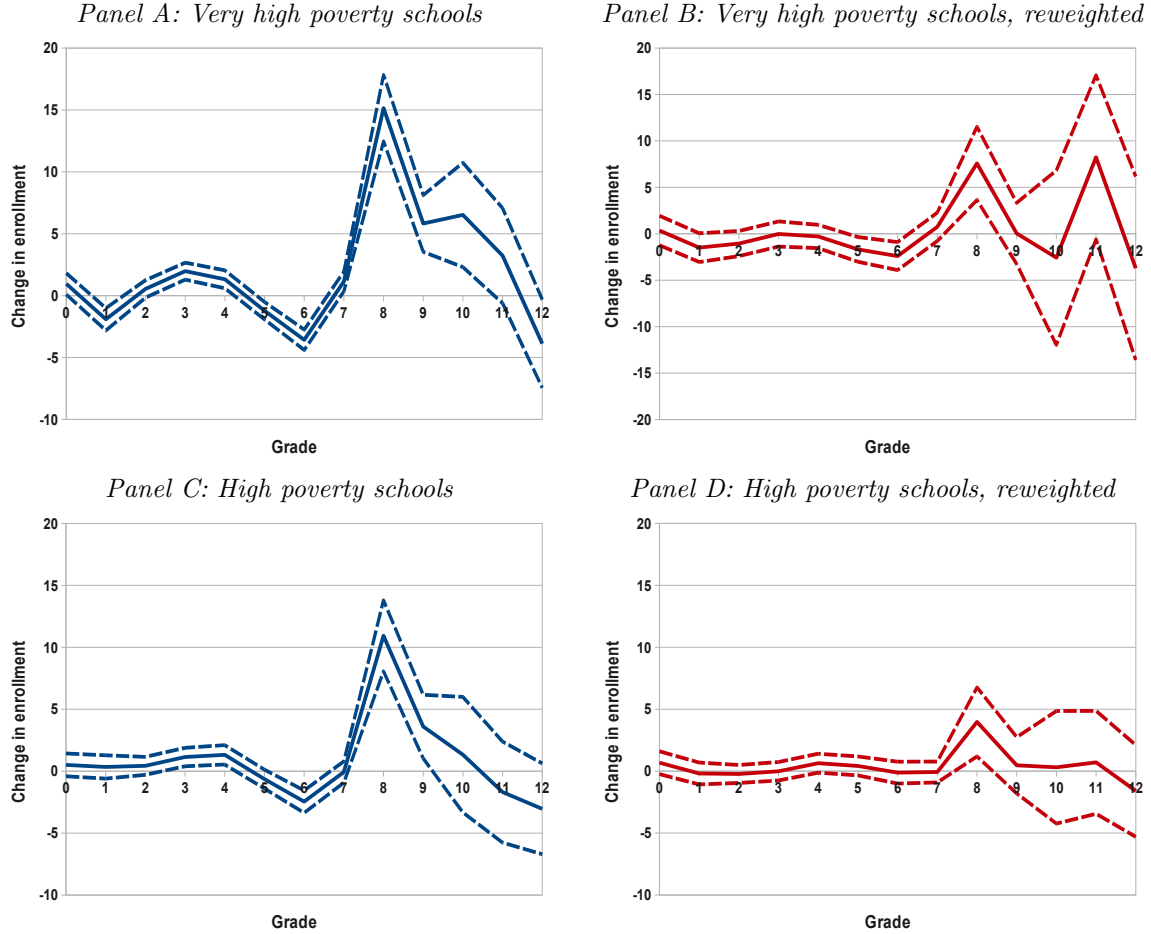 Panel A: Very high poverty schools
20
15
10
5
0
-5
-10
Change in enrollment
0 1 2 3 4 5 6 7 8 9 10 11 12
Grade
Panel B: Very high poverty schools, reweighted
20
15
10
5
0
-5
-10
-15
-20
Change in enrollment
0 1 2 3 4 5 6 7 8 9 10 11 12
Grade
Panel C: High poverty schools
20
15
10
5
0
-5
-10
Change in enrollment
0 1 2 3 4 5 6 7 8 9 10 11 12
Grade
Panel D: High poverty schools, reweighted
20
15
10
5
0
-5
-10
Change in enrollment
0 1 2 3 4 5 6 7 8 9 10 11 12
Grade